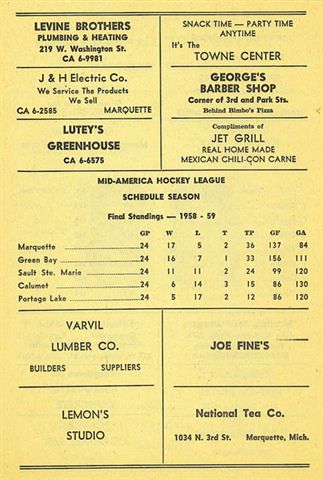 LEVINE BROTHERS
PLUMBING & HEATING
219 W. Washington St.
CA 6-9981
SNACK TIME — PARTY TIME
ANYTIME
It's The
TOWNE CENTER
J & H Electric Co.
We Service The Products
We Sell
CA 6-2585 MARQUETTE
GEORGE'S
BARBER SHOP
Corner of 3rd and Park Sts.
Behind Bimbo's Pizza
LUTEY'S
GREENHOUSE
CA 6-6575
Compliments of
JET GRILL
REAL HOME MADE
MEXICAN CHILI-ÇON CARNE
MID-AMERICA HOCKEY LEAGUE
SCHEDULE SEASON
Final Standings — 1958 - 59
GP W L T TP GF GA
Marquette 24 17 5 2 36 137 84
Green Bay 24 16 7 1 33 156 111
Sault Ste. Marie 24 11 11 2 24 99 120
Calumet 24 6 14 3 15 86 130
Portage Lake 24 5 17 2 12 86 120
VARVIL
LUMBER CO.
BUILDERS SUPPLIERS
JOE FINE'S
LEMON'S
STUDIO
National Tea Co.
1034 N. 3rd St. Marquette, Mich.